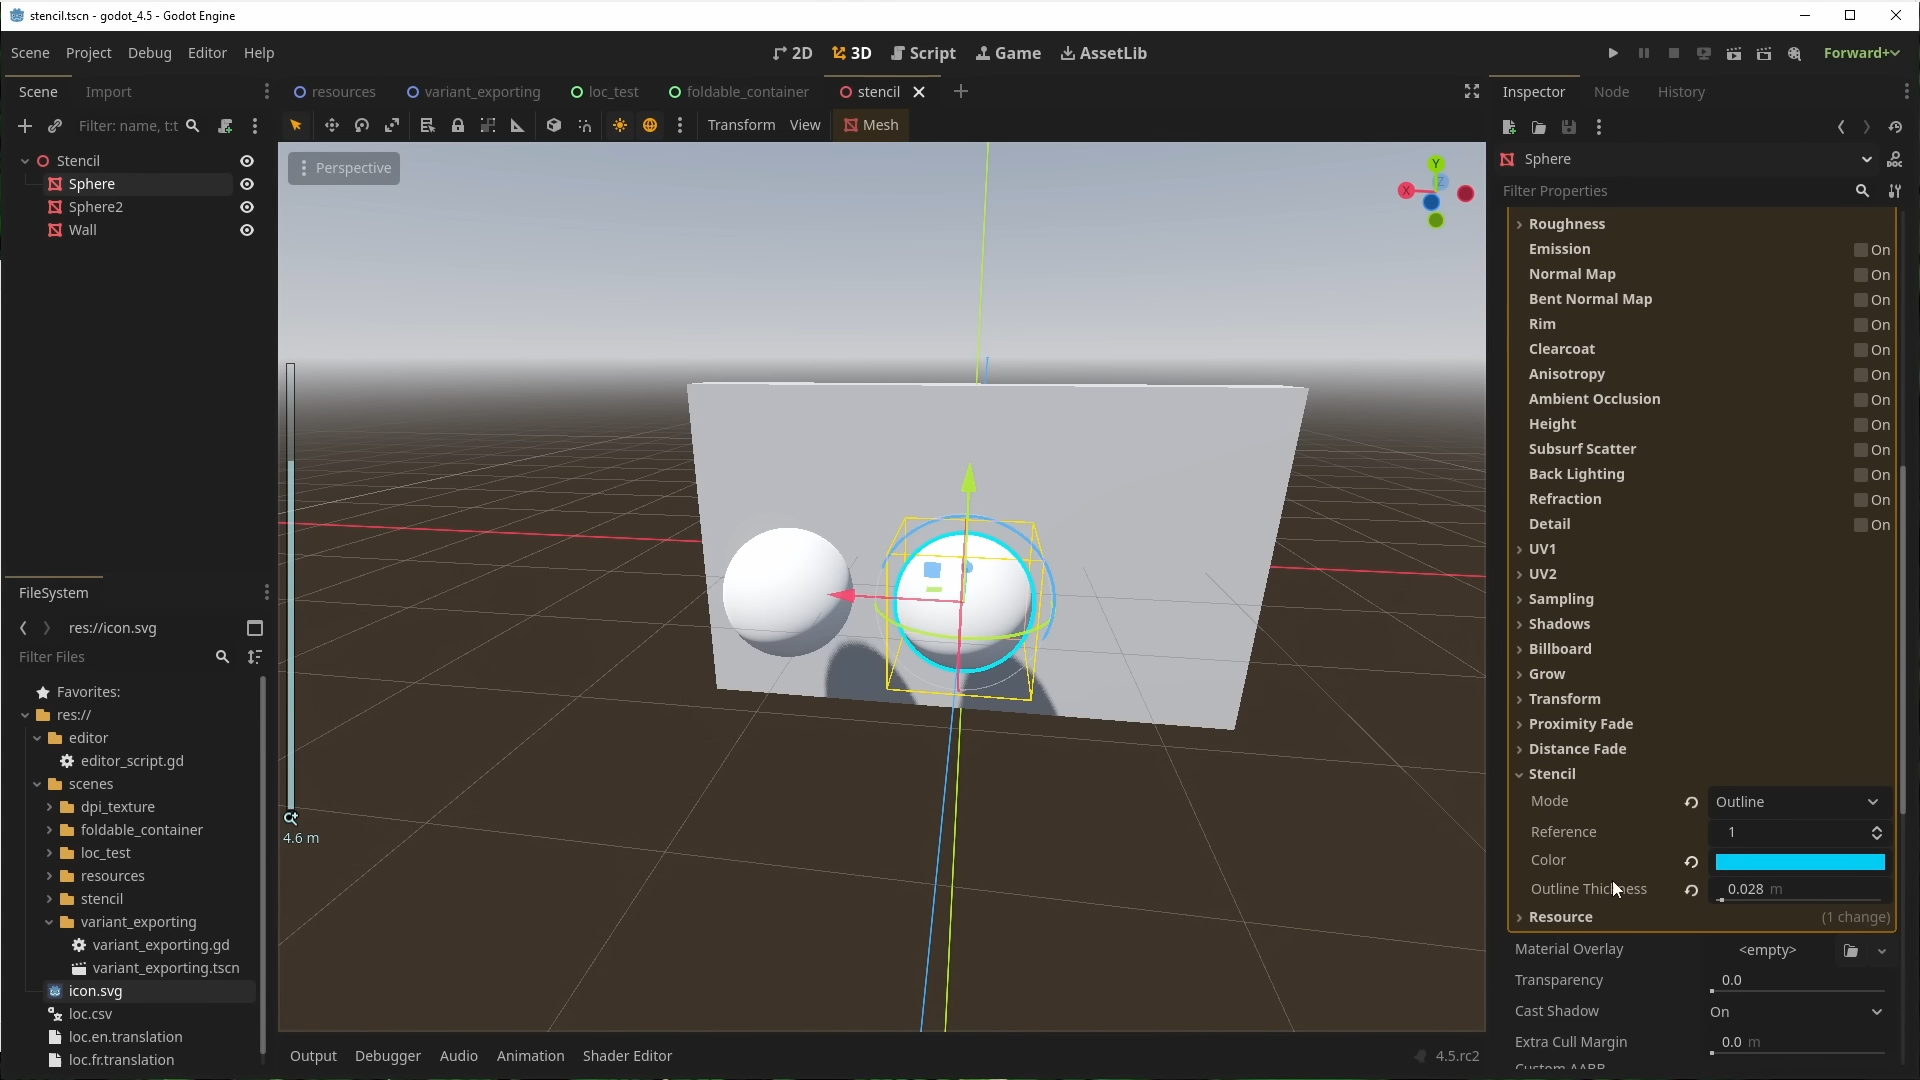 stencil.tscn - godot_4.5 - Godot Engine
Scene Project Debug Editor Help
2D 3D Script Game AssetLib
Forward+
Scene Import
resources variant_exporting loc_test foldable_container stencil
Inspector Node History
Filter: name, t:t
Transform View Mesh
Stencil
Sphere
Sphere2
Wall
Perspective
Y
X
Z
4.6 m
FileSystem
res://icon.svg
Filter Files
Favorites:
res://
editor
editor_script.gd
scenes
dpi_texture
foldable_container
loc_test
resources
stencil
variant_exporting
variant_exporting.gd
variant_exporting.tscn
icon.svg
loc.csv
loc.en.translation
loc.fr.translation
Output Debugger Audio Animation Shader Editor
4.5.rc2
Sphere
Filter Properties
Roughness
Emission On
Normal Map On
Bent Normal Map On
Rim On
Clearcoat On
Anisotropy On
Ambient Occlusion On
Height On
Subsurf Scatter On
Back Lighting On
Refraction On
Detail On
UV1
UV2
Sampling
Shadows
Billboard
Grow
Transform
Proximity Fade
Distance Fade
Stencil
Mode Outline
Reference 1
Color
Outline Thickness 0.028 m
Resource (1 change)
Material Overlay <empty>
Transparency 0.0
Cast Shadow On
Extra Cull Margin 0.0 m
Custom AABB